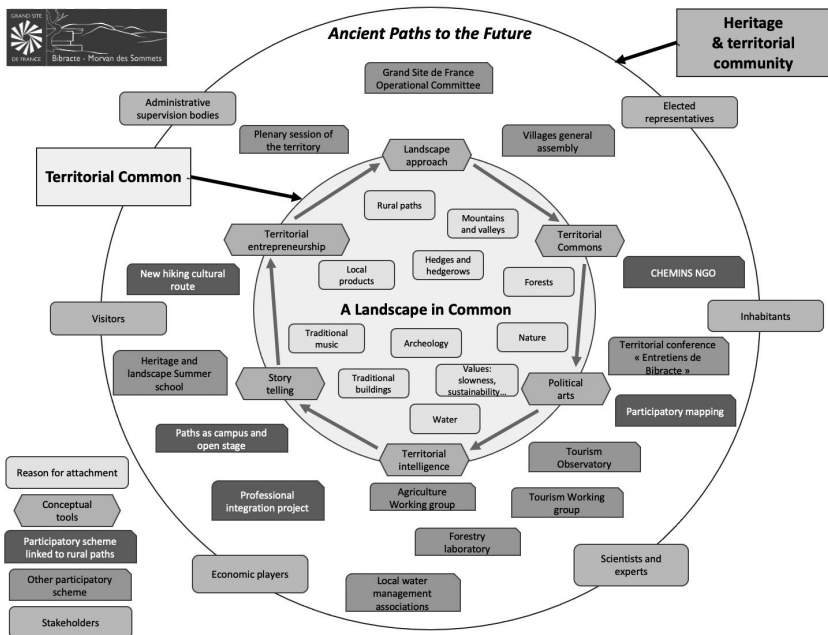 GRAND SITE
DE FRANCE
Bibracte - Morvan des Sommets
Ancient Paths to the Future
Heritage
& territorial
community
Grand Site de France
Operational Committee
Administrative
supervision bodies
Elected
representatives
Plenary session of
the territory
Landscape
approach
Villages general
assembly
Territorial Common
Rural paths
Mountains
and valleys
Territorial
entrepreneurship
Territorial
Commons
Hedges and
hedgerows
New hiking cultural
route
Local
products
Forests
CHEMINS NGO
A Landscape in Common
Visitors
Inhabitants
Traditional
music
Archeology
Nature
Territorial conference
« Entretiens de
Bibracte »
Heritage and
landscape Summer
school
Story
telling
Traditional
buildings
Values:
slowness,
sustainability...
Political
arts
Participatory mapping
Water
Paths as campus and
open stage
Territorial
intelligence
Tourism
Observatory
Reason for attachment
Conceptual
tools
Participatory scheme
linked to rural paths
Other participatory
scheme
Stakeholders
Professional
integration project
Agriculture
Working group
Tourism Working
group
Forestry
laboratory
Economic players
Scientists and
experts
Local water
management
associations